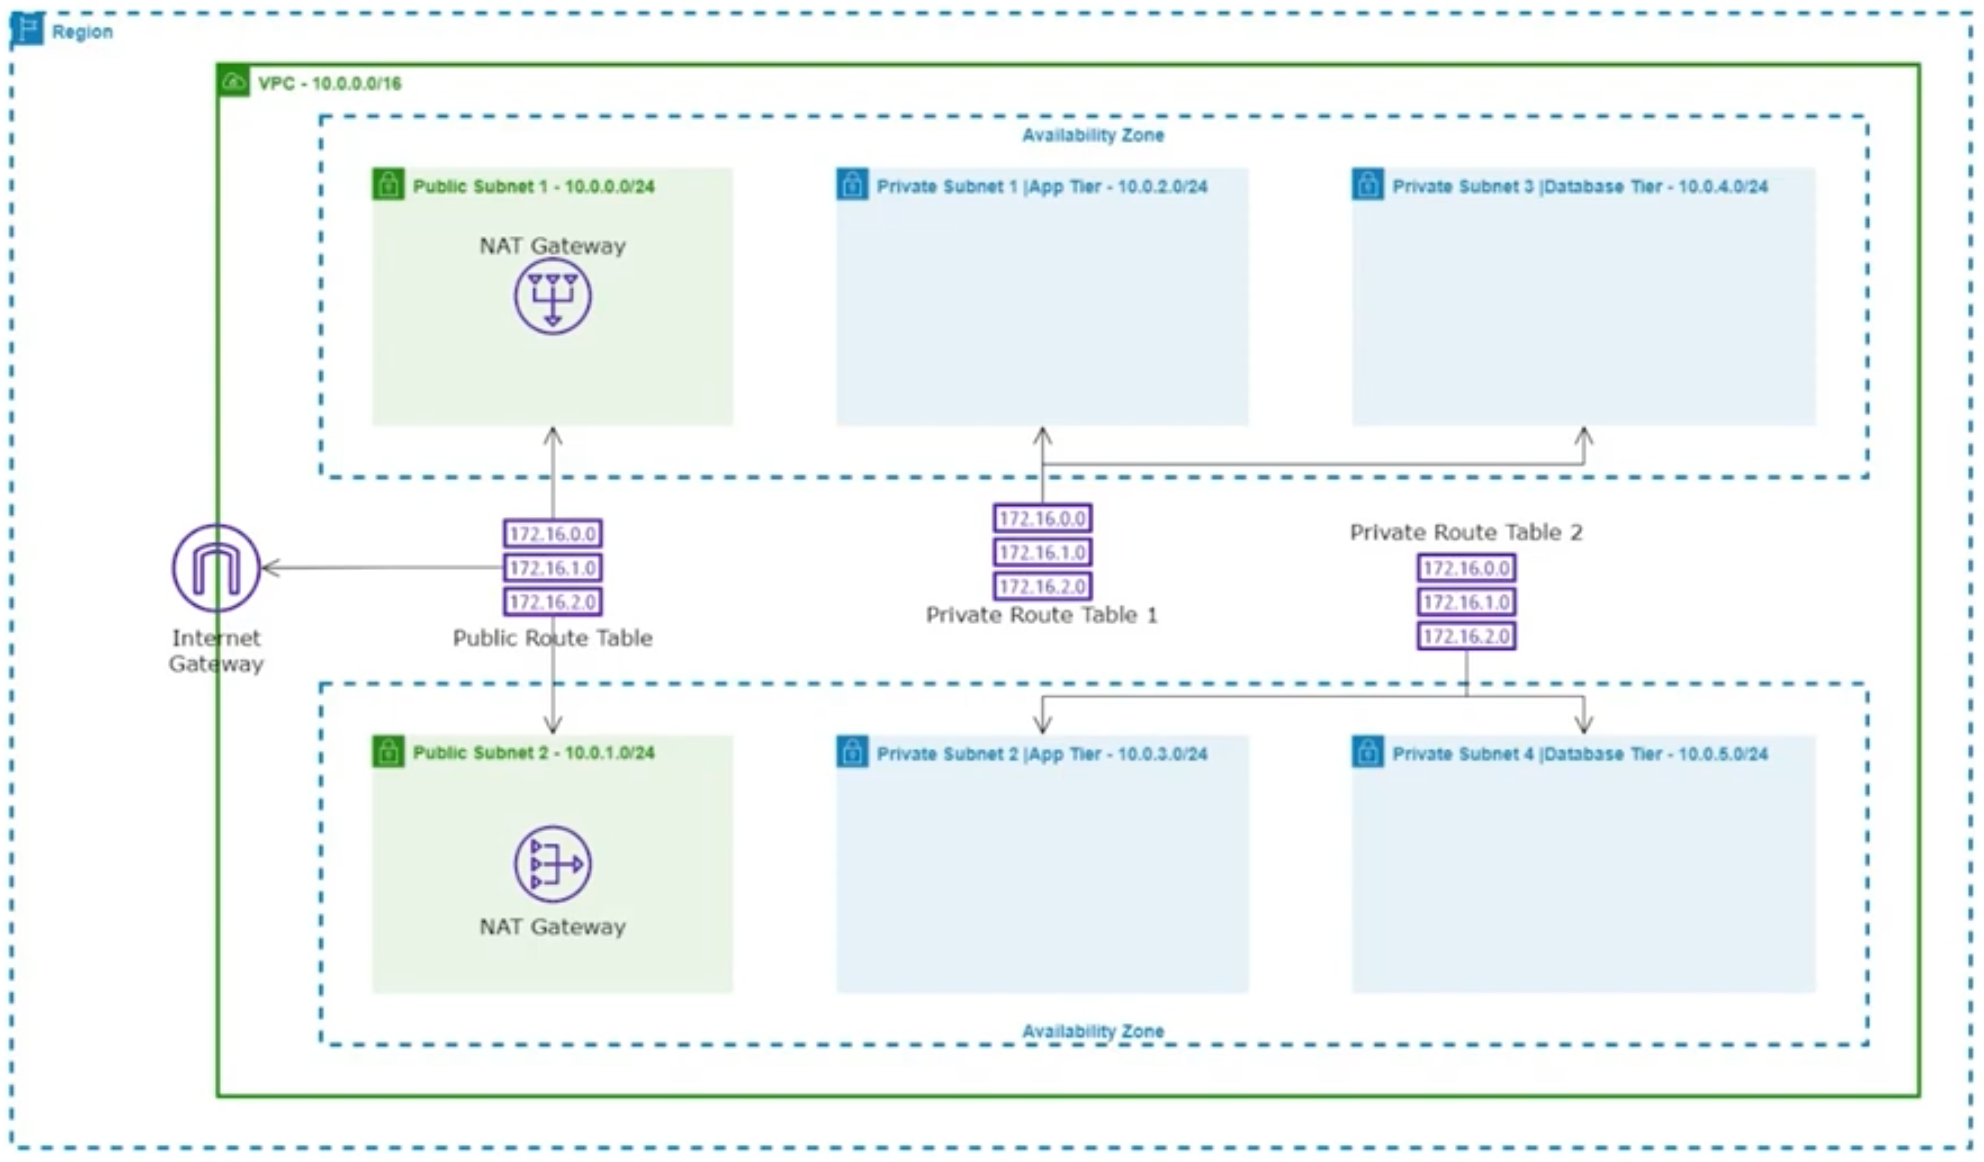 Region
VPC - 10.0.0.0/16
Availability Zone
Public Subnet 1 - 10.0.0.0/24
Private Subnet 1 |App Tier - 10.0.2.0/24
Private Subnet 3 |Database Tier - 10.0.4.0/24
NAT Gateway
172.16.0.0
172.16.1.0
172.16.2.0
Public Route Table
Internet
Gateway
172.16.0.0
172.16.1.0
172.16.2.0
Private Route Table 1
Private Route Table 2
172.16.0.0
172.16.1.0
172.16.2.0
Public Subnet 2 - 10.0.1.0/24
Private Subnet 2 |App Tier - 10.0.3.0/24
Private Subnet 4 |Database Tier - 10.0.5.0/24
NAT Gateway
Availability Zone